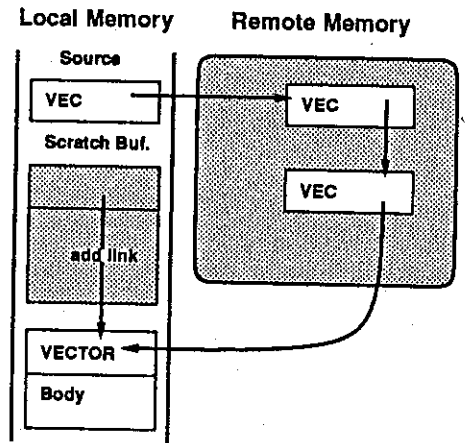 Local Memory
Remote Memory
Source
VEC
VEC
Scratch Buf.
VEC
add link
VECTOR
Body